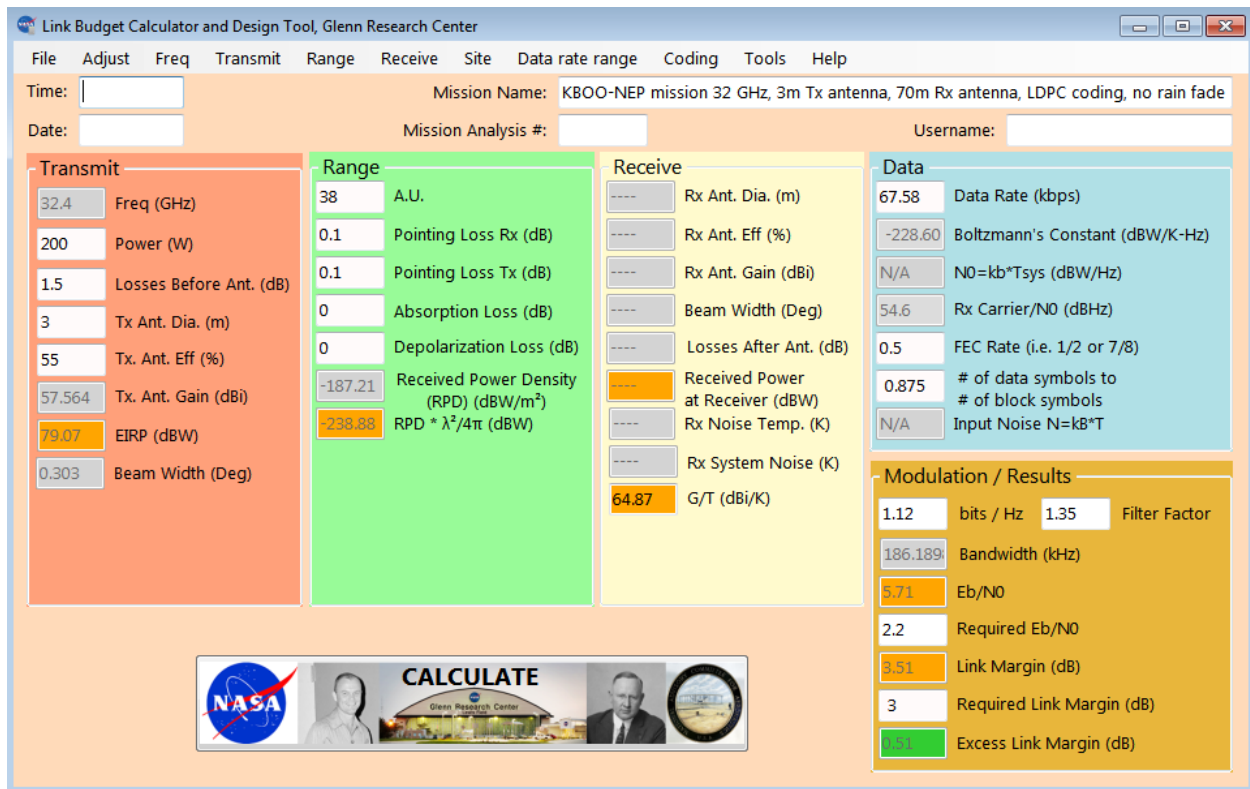 Link Budget Calculator and Design Tool, Glenn Research Center
File Adjust Freq Transmit Range Receive Site Data rate range Coding Tools Help
Time: Mission Name: KBOO-NEP mission 32 GHz, 3m Tx antenna, 70m Rx antenna, LDPC coding, no rain fade
Date: Mission Analysis #: Username:
Transmit
32.4 Freq (GHz)
200 Power (W)
1.5 Losses Before Ant. (dB)
3 Tx Ant. Dia. (m)
55 Tx. Ant. Eff (%)
57.564 Tx. Ant. Gain (dBi)
79.07 EIRP (dBW)
0.303 Beam Width (Deg)
Range
38 A.U.
0.1 Pointing Loss Rx (dB)
0.1 Pointing Loss Tx (dB)
0 Absorption Loss (dB)
0 Depolarization Loss (dB)
-187.21 Received Power Density
(RPD) (dBW/m²)
-238.88 RPD * λ²/4π (dBW)
Receive
---- Rx Ant. Dia. (m)
---- Rx Ant. Eff (%)
---- Rx Ant. Gain (dBi)
---- Beam Width (Deg)
---- Losses After Ant. (dB)
---- Received Power
at Receiver (dBW)
---- Rx Noise Temp. (K)
---- Rx System Noise (K)
64.87 G/T (dBi/K)
Data
67.58 Data Rate (kbps)
-228.60 Boltzmann's Constant (dBW/K-Hz)
N/A N0=kb*Tsys (dBW/Hz)
54.6 Rx Carrier/N0 (dBHz)
0.5 FEC Rate (i.e. 1/2 or 7/8)
0.875 # of data symbols to
# of block symbols
N/A Input Noise N=kB*T
Modulation / Results
1.12 bits / Hz 1.35 Filter Factor
186.189 Bandwidth (kHz)
5.71 Eb/N0
2.2 Required Eb/N0
3.51 Link Margin (dB)
3 Required Link Margin (dB)
0.51 Excess Link Margin (dB)
CALCULATE
NASA
Glenn Research Center